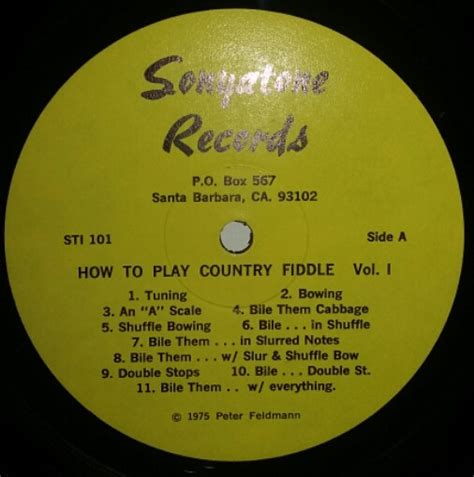 Sonyatone
Records
P.O. Box 567
Santa Barbara, CA. 93102
STI 101 Side A
HOW TO PLAY COUNTRY FIDDLE Vol. I
1. Tuning 2. Bowing
3. An "A" Scale 4. Bile Them Cabbage
5. Shuffle Bowing 6. Bile . . . in Shuffle
7. Bile Them . . . in Slurred Notes
8. Bile Them . . . w/ Slur & Shuffle Bow
9. Double Stops 10. Bile . . . Double St.
11. Bile Them . . w/ everything.
© 1975 Peter Feldmann